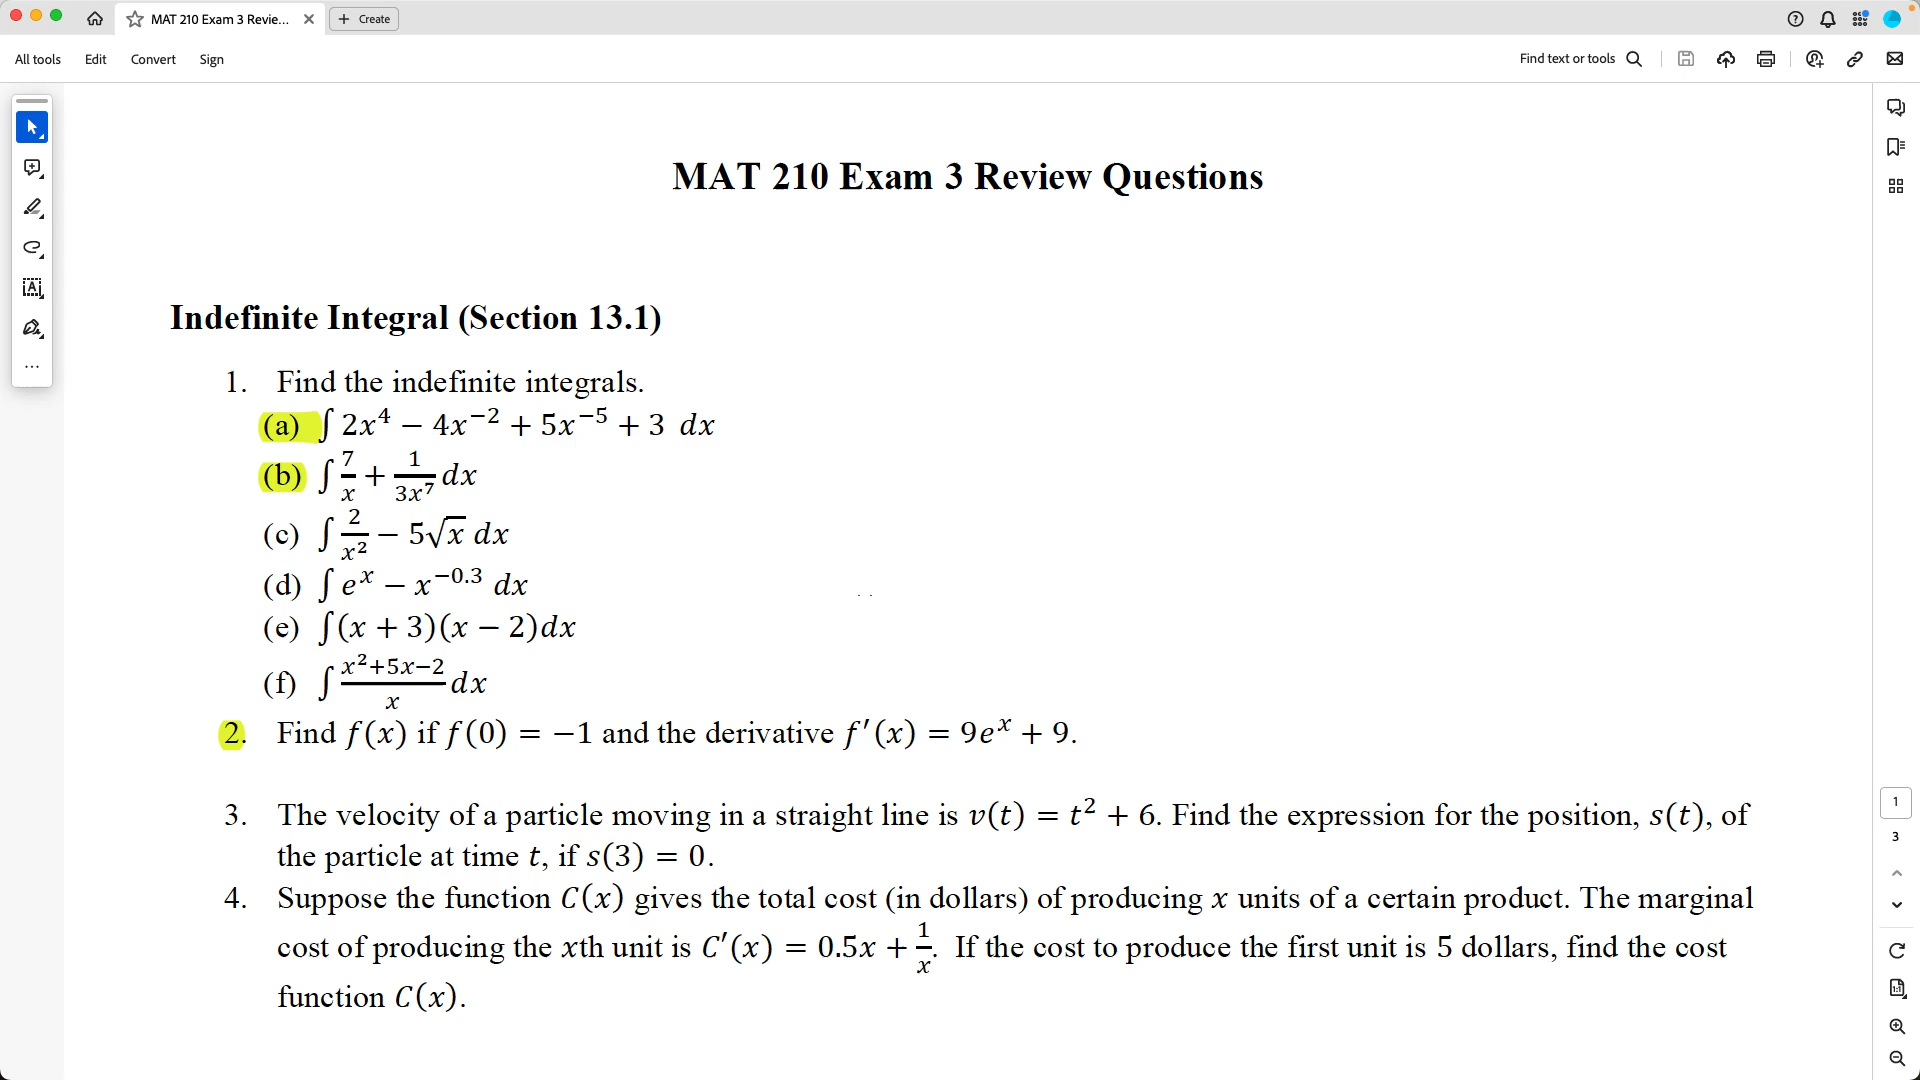 MAT 210 Exam 3 Revie...
Create
All tools
Edit
Convert
Sign
Find text or tools
MAT 210 Exam 3 Review Questions
Indefinite Integral (Section 13.1)
1. Find the indefinite integrals.
(a) ∫ 2x⁴ − 4x⁻² + 5x⁻⁵ + 3 dx
(b) ∫ 7/x + 1/(3x⁷) dx
(c) ∫ 2/x² − 5√x dx
(d) ∫ eˣ − x⁻⁰·³ dx
(e) ∫(x + 3)(x − 2)dx
(f) ∫ (x²+5x−2)/x dx
2. Find f(x) if f(0) = −1 and the derivative f′(x) = 9eˣ + 9.
3. The velocity of a particle moving in a straight line is v(t) = t² + 6. Find the expression for the position, s(t), of
the particle at time t, if s(3) = 0.
4. Suppose the function C(x) gives the total cost (in dollars) of producing x units of a certain product. The marginal
cost of producing the xth unit is C′(x) = 0.5x + 1/x. If the cost to produce the first unit is 5 dollars, find the cost
function C(x).
1
3